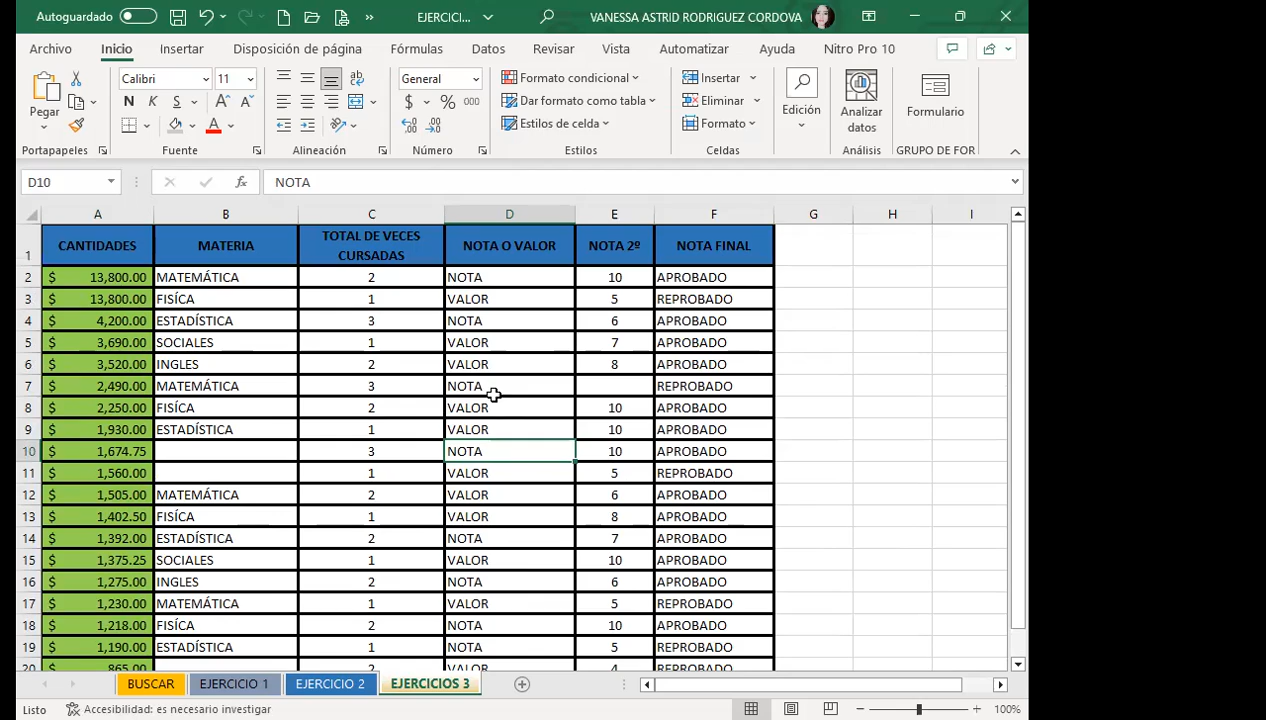 Autoguardado EJERCICI... VANESSA ASTRID RODRIGUEZ CORDOVA
Archivo Inicio Insertar Disposición de página Fórmulas Datos Revisar Vista Automatizar Ayuda Nitro Pro 10
Pegar
Portapapeles
Calibri 11
N K S
Fuente
Alineación
General
$ % 000
Número
Formato condicional
Dar formato como tabla
Estilos de celda
Estilos
Insertar
Eliminar
Formato
Celdas
Edición
Analizar datos
Análisis
Formulario
GRUPO DE FOR
D10 fx NOTA
A B C D E F G H I
1 CANTIDADES MATERIA TOTAL DE VECES CURSADAS NOTA O VALOR NOTA 2º NOTA FINAL
2 $ 13,800.00 MATEMÁTICA 2 NOTA 10 APROBADO
3 $ 13,800.00 FISÍCA 1 VALOR 5 REPROBADO
4 $ 4,200.00 ESTADÍSTICA 3 NOTA 6 APROBADO
5 $ 3,690.00 SOCIALES 1 VALOR 7 APROBADO
6 $ 3,520.00 INGLES 2 VALOR 8 APROBADO
7 $ 2,490.00 MATEMÁTICA 3 NOTA REPROBADO
8 $ 2,250.00 FISÍCA 2 VALOR 10 APROBADO
9 $ 1,930.00 ESTADÍSTICA 1 VALOR 10 APROBADO
10 $ 1,674.75 3 NOTA 10 APROBADO
11 $ 1,560.00 1 VALOR 5 REPROBADO
12 $ 1,505.00 MATEMÁTICA 2 VALOR 6 APROBADO
13 $ 1,402.50 FISÍCA 1 VALOR 8 APROBADO
14 $ 1,392.00 ESTADÍSTICA 2 NOTA 7 APROBADO
15 $ 1,375.25 SOCIALES 1 VALOR 10 APROBADO
16 $ 1,275.00 INGLES 2 NOTA 6 APROBADO
17 $ 1,230.00 MATEMÁTICA 1 VALOR 5 REPROBADO
18 $ 1,218.00 FISÍCA 2 NOTA 10 APROBADO
19 $ 1,190.00 ESTADÍSTICA 1 NOTA 5 REPROBADO
20 $ 865.00 2 VALOR 4 REPROBADO
BUSCAR EJERCICIO 1 EJERCICIO 2 EJERCICIOS 3
Listo Accesibilidad: es necesario investigar 100%